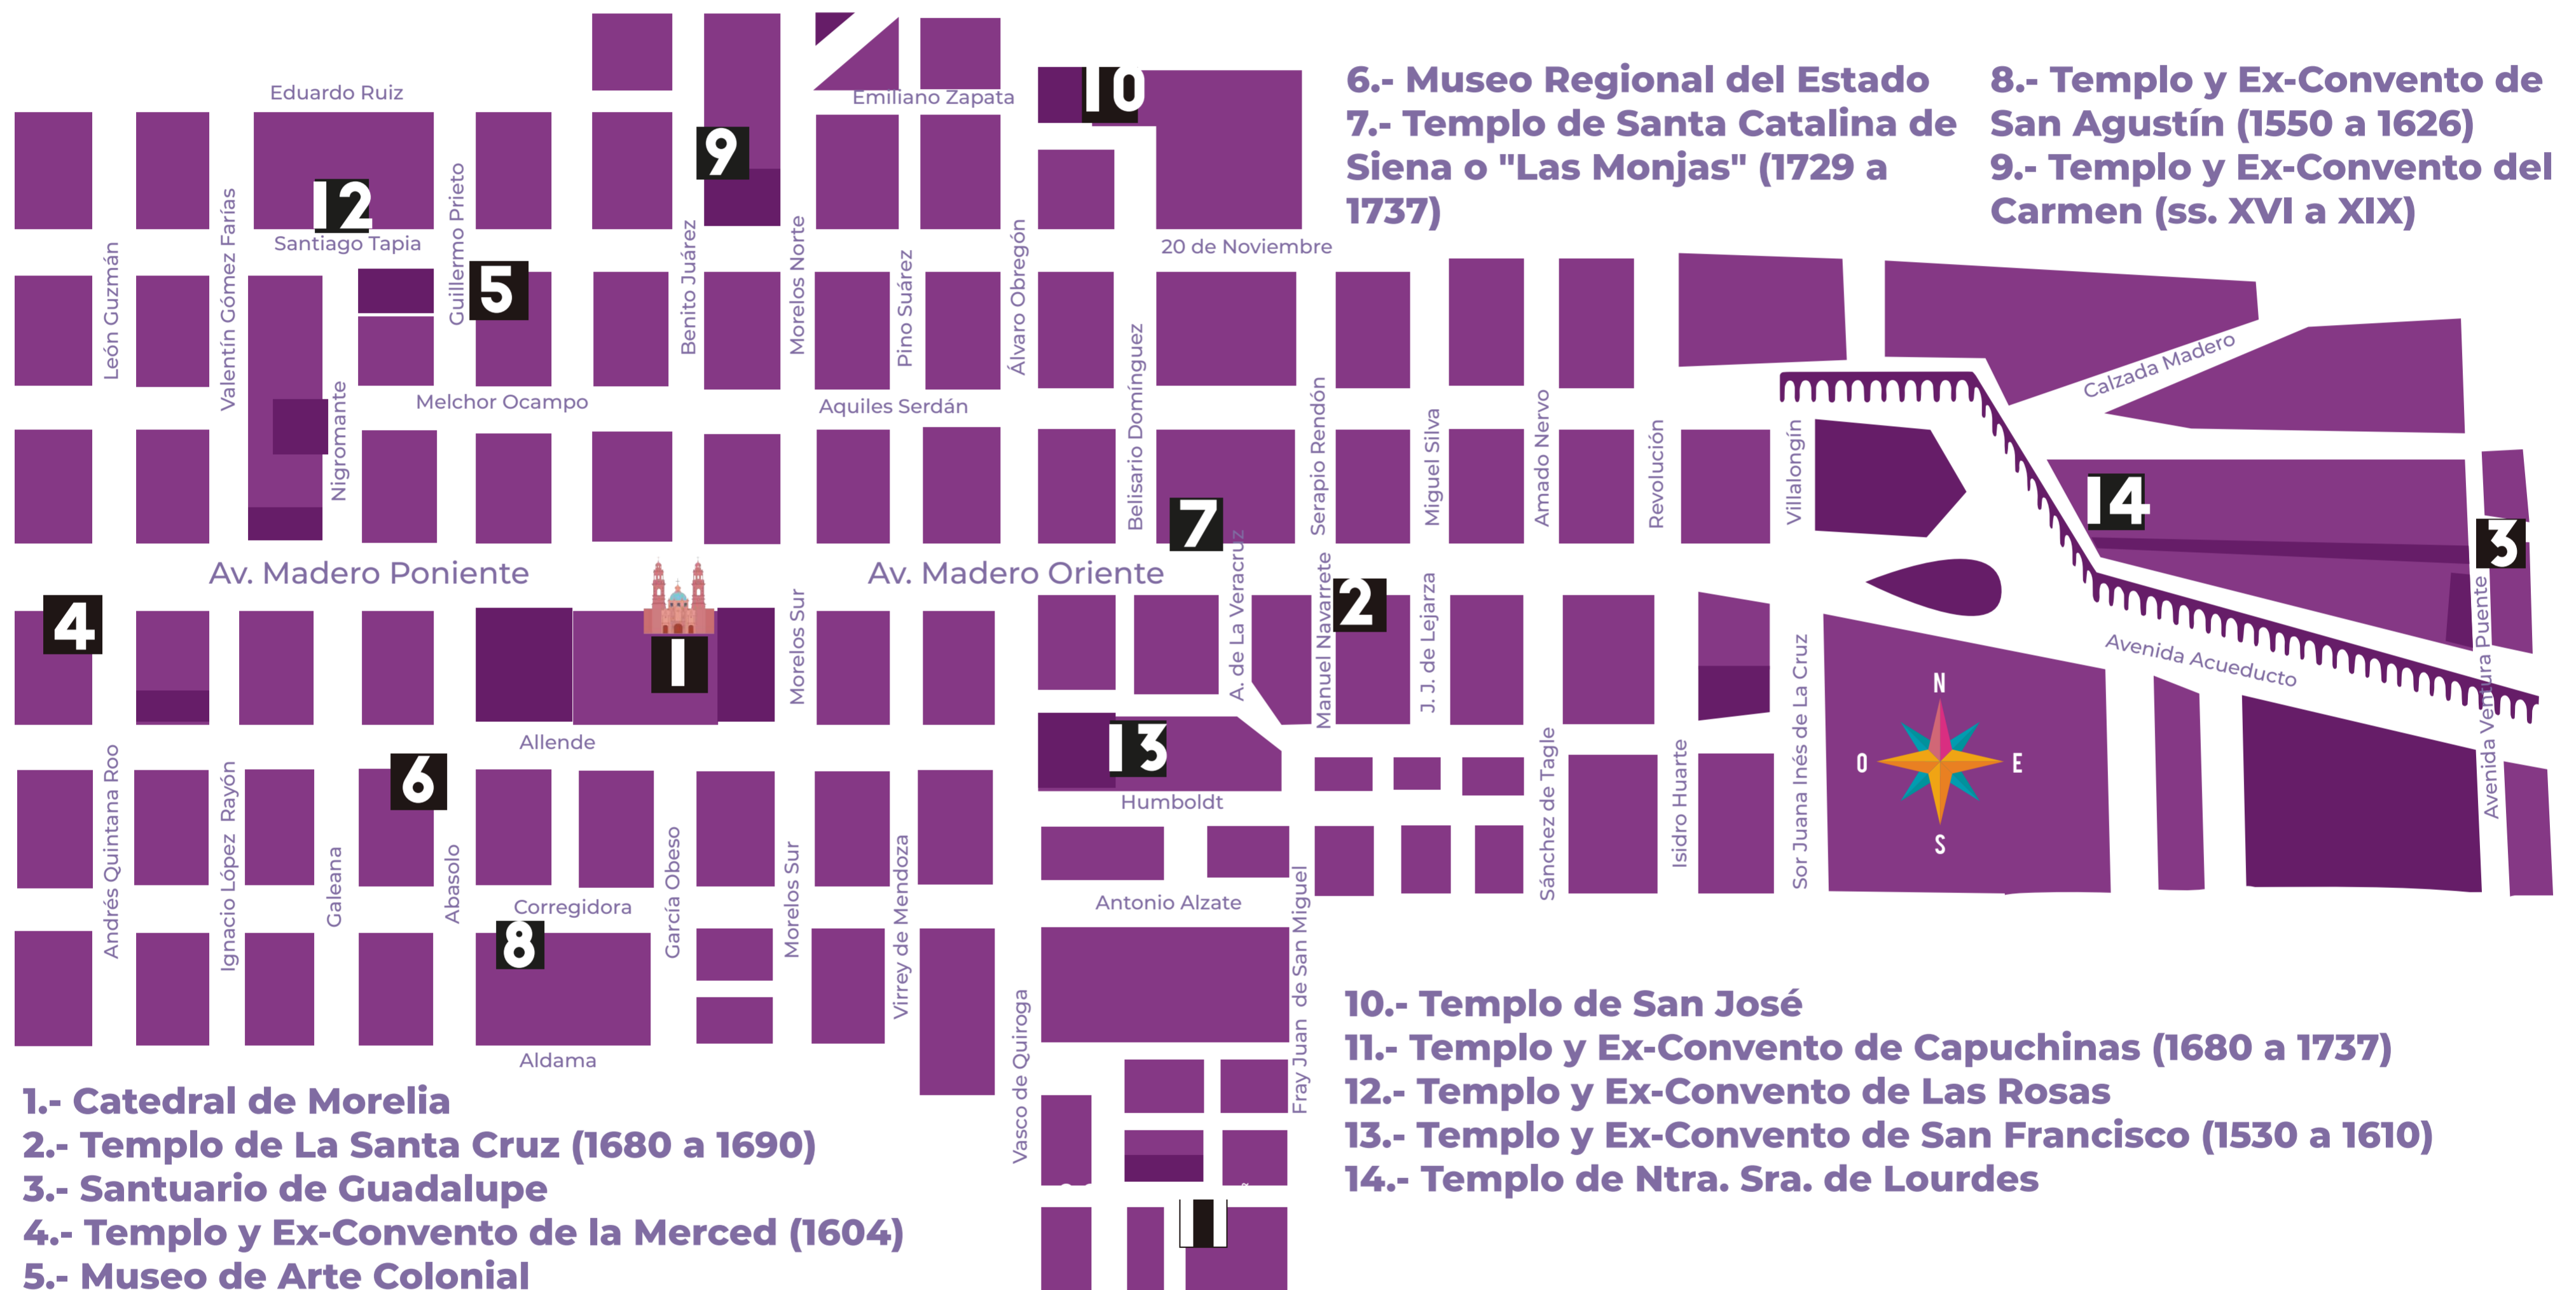 6.- Museo Regional del Estado
7.- Templo de Santa Catalina de
Siena o "Las Monjas" (1729 a
1737)
8.- Templo y Ex-Convento de
San Agustín (1550 a 1626)
9.- Templo y Ex-Convento del
Carmen (ss. XVI a XIX)
Eduardo Ruiz
Emiliano Zapata
10
9
12
Santiago Tapia
20 de Noviembre
León Guzmán
Valentín Gómez Farías
Guillermo Prieto
5
Benito Juárez
Morelos Norte
Pino Suárez
Álvaro Obregón
Nigromante
Melchor Ocampo
Aquiles Serdán
Belisario Domínguez
Serapio Rendón
Miguel Silva
Amado Nervo
Revolución
Villalongín
Calzada Madero
14
7
3
Av. Madero Poniente
Av. Madero Oriente
4
1
Morelos Sur
A. de La Veracruz
Manuel Navarrete
2
J. J. de Lejarza
Avenida Acueducto
Avenida Ventura Puente
Allende
13
Humboldt
N
O
E
S
6
Andrés Quintana Roo
Ignacio López Rayón
Galeana
Abasolo
García Obeso
Morelos Sur
Virrey de Mendoza
Sánchez de Tagle
Isidro Huarte
Sor Juana Inés de La Cruz
Corregidora
Antonio Alzate
8
Aldama
Vasco de Quiroga
Fray Juan de San Miguel
11
1.- Catedral de Morelia
2.- Templo de La Santa Cruz (1680 a 1690)
3.- Santuario de Guadalupe
4.- Templo y Ex-Convento de la Merced (1604)
5.- Museo de Arte Colonial
10.- Templo de San José
11.- Templo y Ex-Convento de Capuchinas (1680 a 1737)
12.- Templo y Ex-Convento de Las Rosas
13.- Templo y Ex-Convento de San Francisco (1530 a 1610)
14.- Templo de Ntra. Sra. de Lourdes